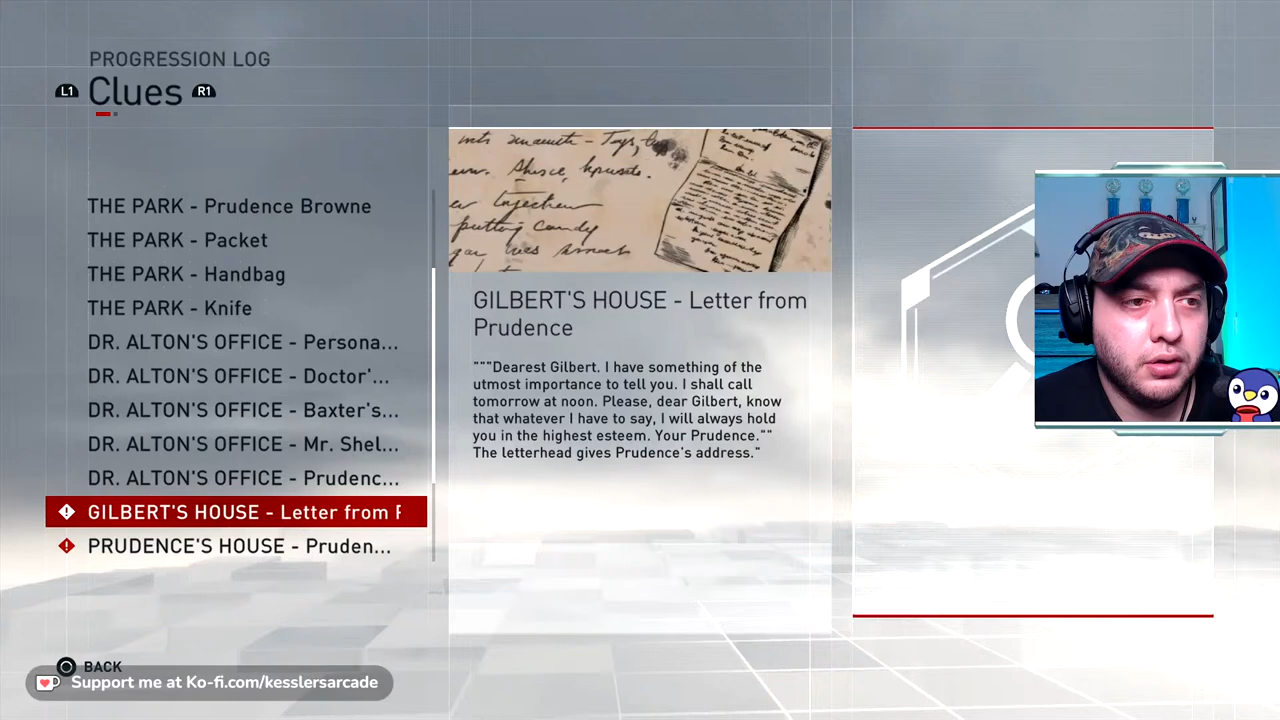 PROGRESSION LOG
L1 Clues R1
THE PARK - Prudence Browne
THE PARK - Packet
THE PARK - Handbag
THE PARK - Knife
DR. ALTON'S OFFICE - Persona...
DR. ALTON'S OFFICE - Doctor'...
DR. ALTON'S OFFICE - Baxter's...
DR. ALTON'S OFFICE - Mr. Shel...
DR. ALTON'S OFFICE - Prudenc...
GILBERT'S HOUSE - Letter from
PRUDENCE'S HOUSE - Pruden...
GILBERT'S HOUSE - Letter from
Prudence
"""Dearest Gilbert. I have something of the
utmost importance to tell you. I shall call
tomorrow at noon. Please, dear Gilbert, know
that whatever I have to say, I will always hold
you in the highest esteem. Your Prudence.""
The letterhead gives Prudence's address."
BACK
Support me at Ko-fi.com/kesslersarcade